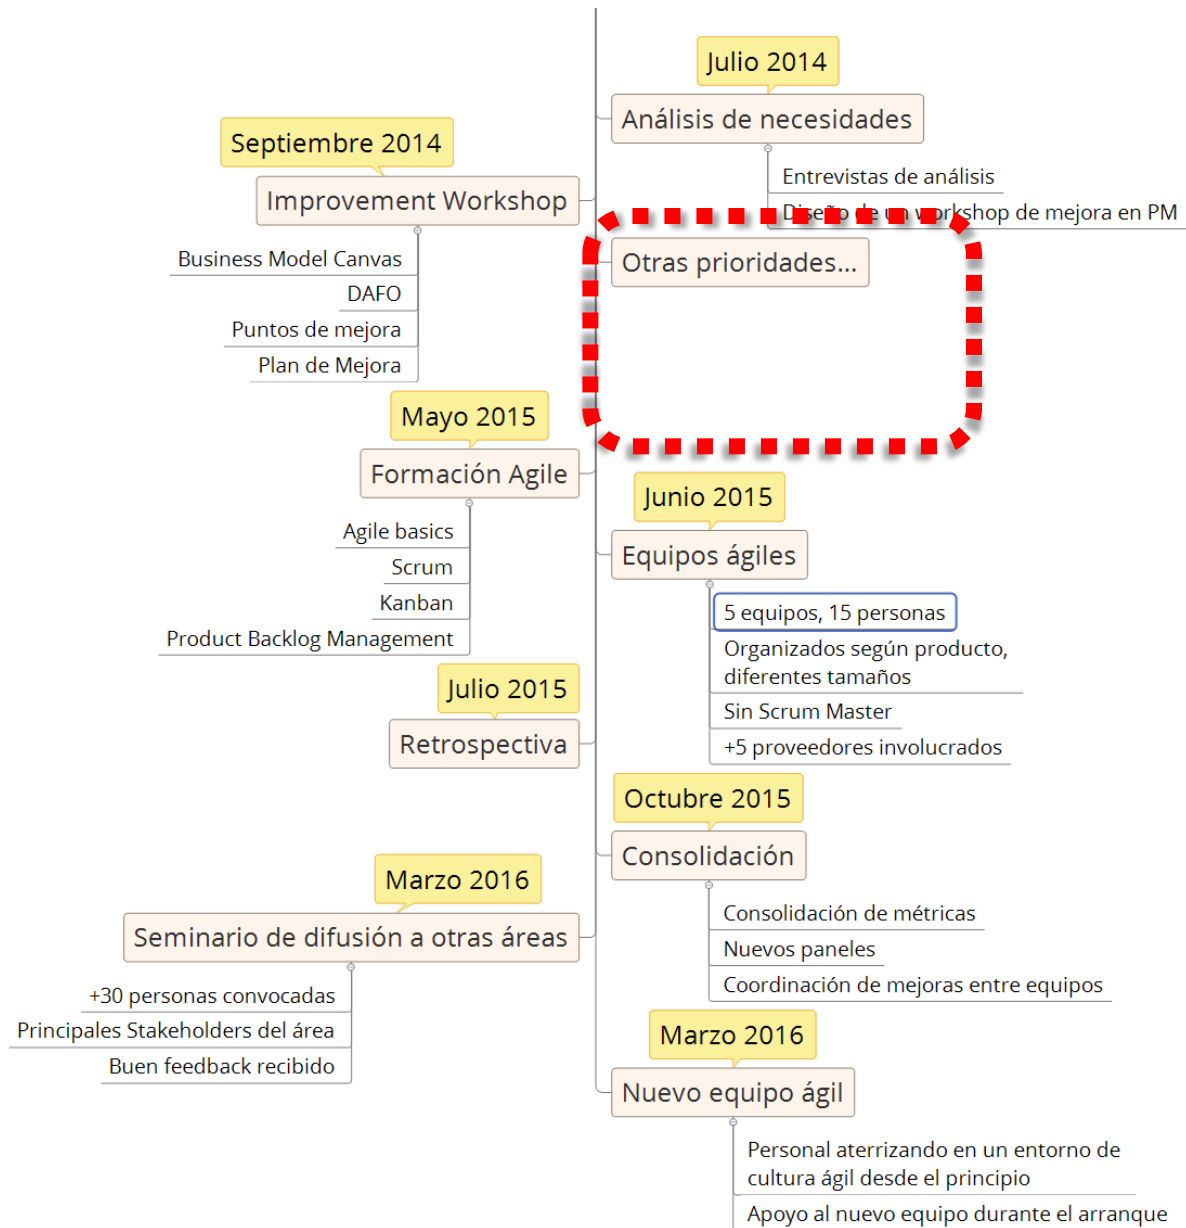 Julio 2014
Análisis de necesidades
Entrevistas de análisis
Diseño de un workshop de mejora en PM
Septiembre 2014
Improvement Workshop
Business Model Canvas
DAFO
Puntos de mejora
Plan de Mejora
Otras prioridades...
Mayo 2015
Formación Agile
Agile basics
Scrum
Kanban
Product Backlog Management
Junio 2015
Equipos ágiles
5 equipos, 15 personas
Organizados según producto,
diferentes tamaños
Sin Scrum Master
+5 proveedores involucrados
Julio 2015
Retrospectiva
Octubre 2015
Consolidación
Consolidación de métricas
Nuevos paneles
Coordinación de mejoras entre equipos
Marzo 2016
Seminario de difusión a otras áreas
+30 personas convocadas
Principales Stakeholders del área
Buen feedback recibido
Marzo 2016
Nuevo equipo ágil
Personal aterrizando en un entorno de
cultura ágil desde el principio
Apoyo al nuevo equipo durante el arranque